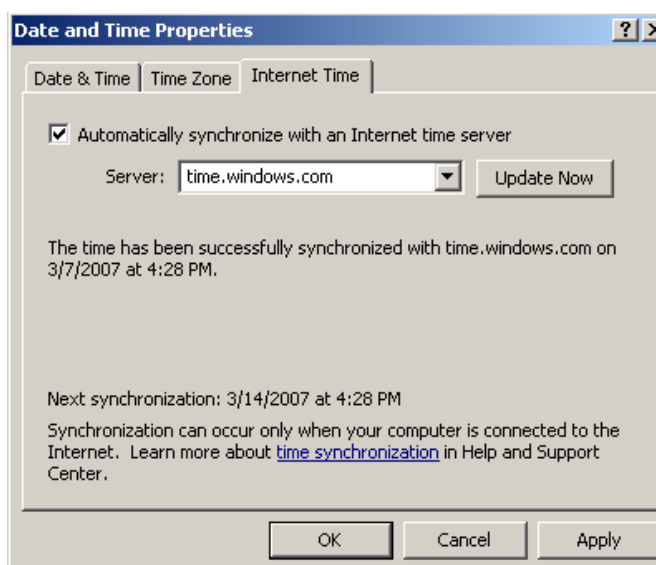 Date and Time Properties
Date & Time Time Zone Internet Time
Automatically synchronize with an Internet time server
Server: time.windows.com Update Now
The time has been successfully synchronized with time.windows.com on
3/7/2007 at 4:28 PM.
Next synchronization: 3/14/2007 at 4:28 PM
Synchronization can occur only when your computer is connected to the
Internet. Learn more about time synchronization in Help and Support
Center.
OK Cancel Apply